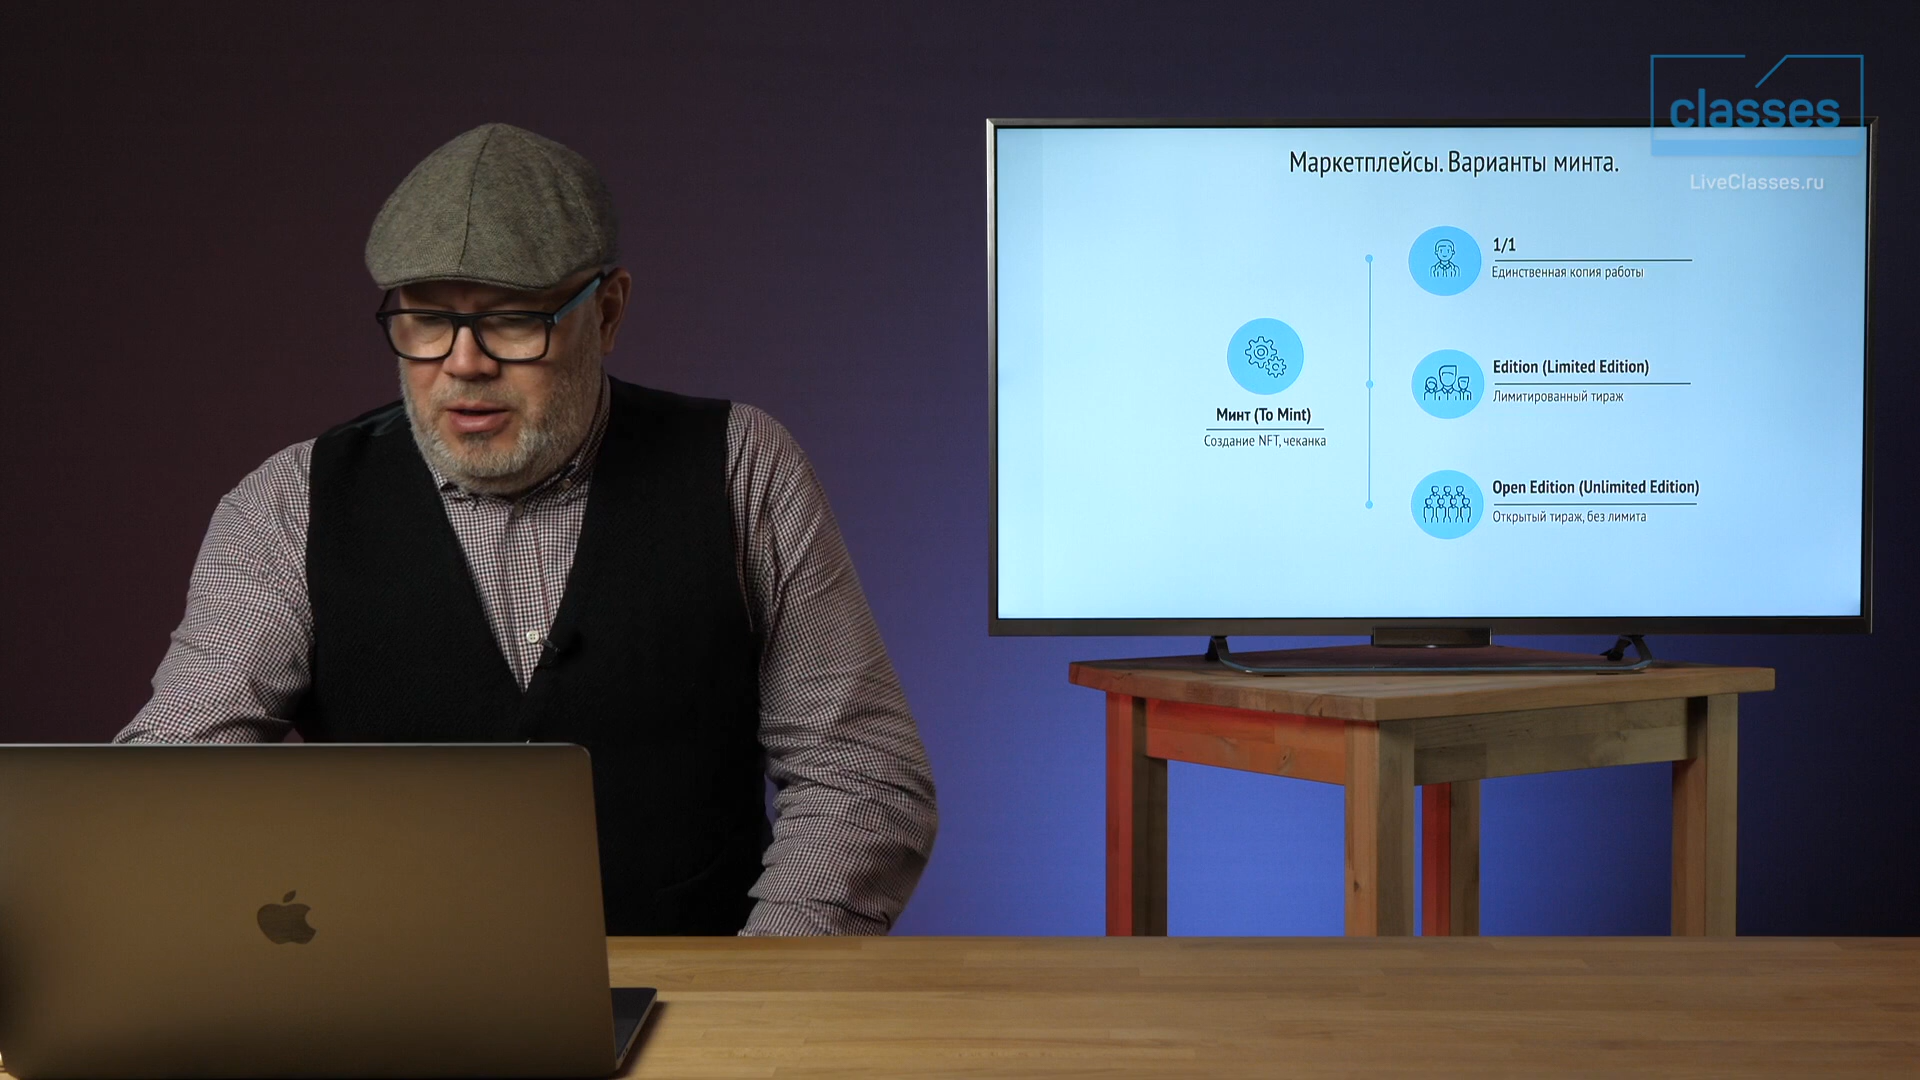 classes
LiveClasses.ru
Маркетплейсы. Варианты минта.
1/1
Единственная копия работы
Edition (Limited Edition)
Лимитированный тираж
Минт (To Mint)
Создание NFT, чеканка
Open Edition (Unlimited Edition)
Открытый тираж, без лимита